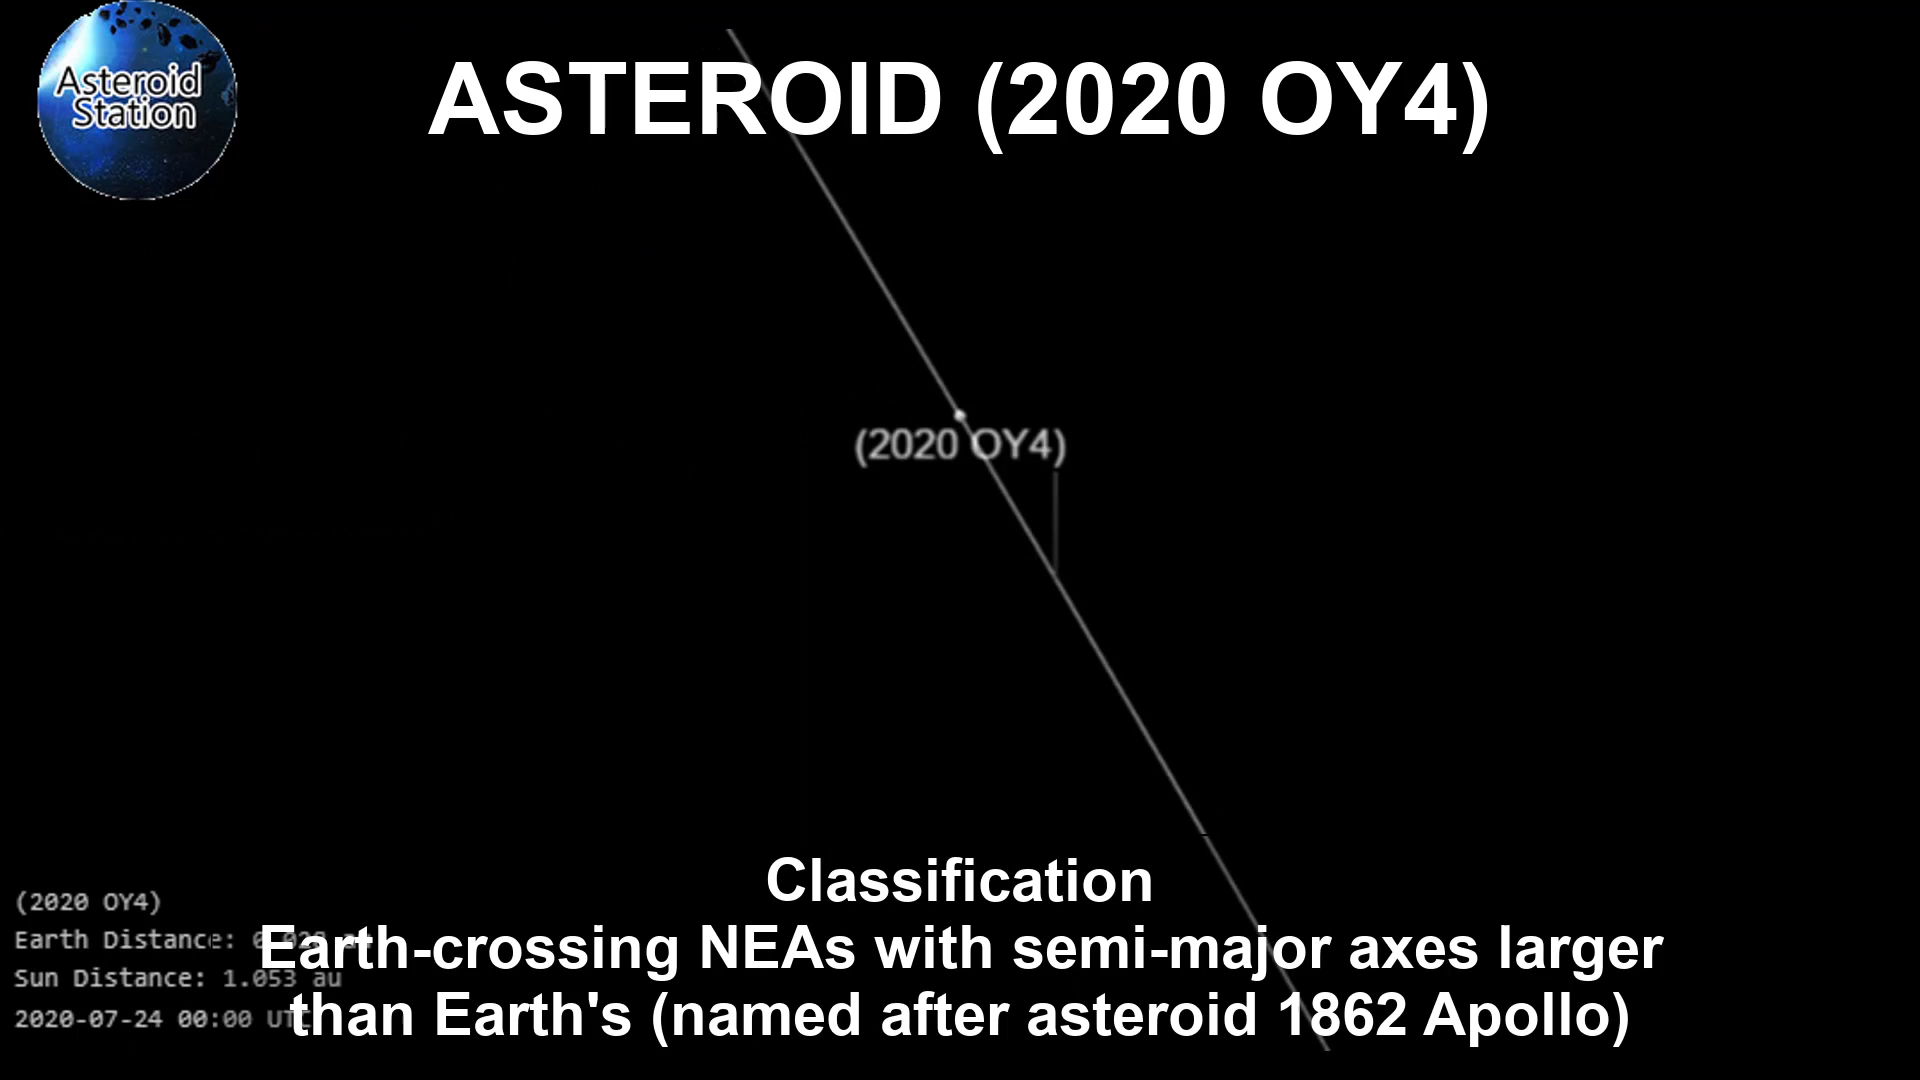 Asteroid
Station
ASTEROID (2020 OY4)
(2020 OY4)
Classification
Earth-crossing NEAs with semi-major axes larger
than Earth's (named after asteroid 1862 Apollo)
(2020 OY4)
Earth Distance:
Sun Distance: 1.053 au
2020-07-24 00:00